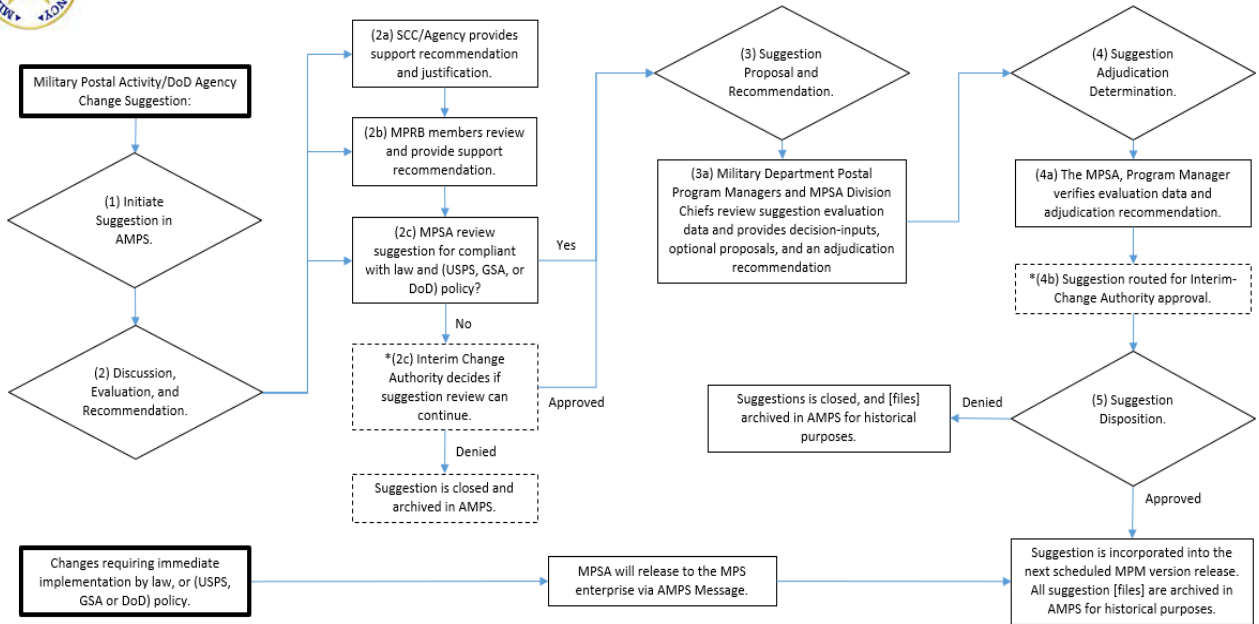 NCY
MI
Military Postal Activity/DoD Agency
Change Suggestion:
(1) Initiate
Suggestion in
AMPS.
(2) Discussion,
Evaluation, and
Recommendation.
(2a) SCC/Agency provides
support recommendation
and justification.
(2b) MPRB members review
and provide support
recommendation.
(2c) MPSA review
suggestion for compliant
with law and (USPS, GSA, or
DoD) policy?
Yes
No
*(2c) Interim Change
Authority decides if
suggestion review can
continue.
Approved
Denied
Suggestion is closed and
archived in AMPS.
(3) Suggestion
Proposal and
Recommendation.
(3a) Military Department Postal
Program Managers and MPSA Division
Chiefs review suggestion evaluation
data and provides decision-inputs,
optional proposals, and an adjudication
recommendation
(4) Suggestion
Adjudication
Determination.
(4a) The MPSA, Program Manager
verifies evaluation data and
adjudication recommendation.
*(4b) Suggestion routed for Interim-
Change Authority approval.
(5) Suggestion
Disposition.
Denied
Suggestions is closed, and [files]
archived in AMPS for historical
purposes.
Approved
Changes requiring immediate
implementation by law, or (USPS,
GSA or DoD) policy.
MPSA will release to the MPS
enterprise via AMPS Message.
Suggestion is incorporated into the
next scheduled MPM version release.
All suggestion [files] are archived in
AMPS for historical purposes.